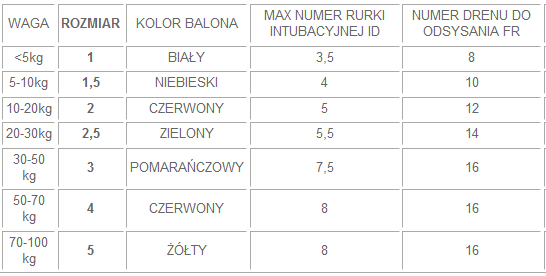 WAGA ROZMIAR KOLOR BALONA MAX NUMER RURKI INTUBACYJNEJ ID NUMER DRENU DO ODSYSANIA FR
<5kg 1 BIAŁY 3,5 8
5-10kg 1,5 NIEBIESKI 4 10
10-20kg 2 CZERWONY 5 12
20-30kg 2,5 ZIELONY 5,5 14
30-50 kg 3 POMARAŃCZOWY 7,5 16
50-70 kg 4 CZERWONY 8 16
70-100 kg 5 ŻÓŁTY 8 16